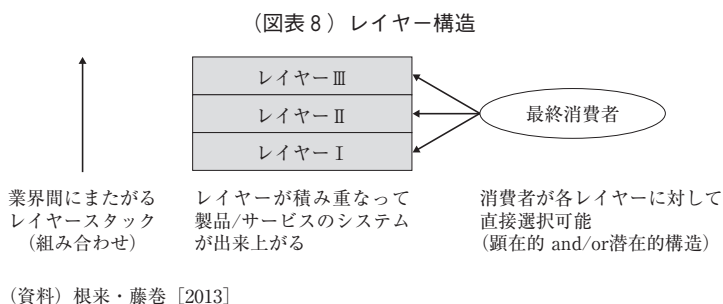 （図表８）レイヤー構造
レイヤーⅢ
レイヤーⅡ
レイヤーⅠ
最終消費者
業界間にまたがる
レイヤースタック
（組み合わせ）
レイヤーが積み重なって
製品/サービスのシステム
が出来上がる
消費者が各レイヤーに対して
直接選択可能
(顕在的 and/or潜在的構造)
（資料）根来・藤巻［2013］